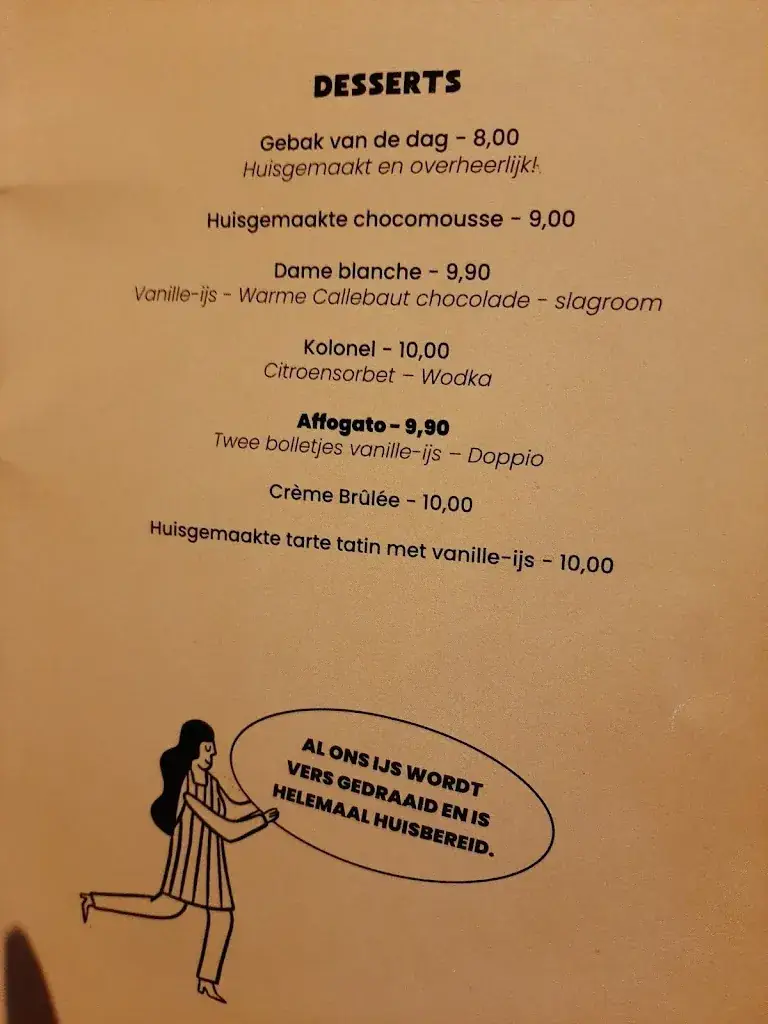 DESSERTS
Gebak van de dag - 8,00
Huisgemaakt en overheerlijk!
Huisgemaakte chocomousse - 9,00
Dame blanche - 9,90
Vanille-ijs - Warme Callebaut chocolade - slagroom
Kolonel - 10,00
Citroensorbet – Wodka
Affogato - 9,90
Twee bolletjes vanille-ijs – Doppio
Crème Brûlée - 10,00
Huisgemaakte tarte tatin met vanille-ijs - 10,00
AL ONS IJS WORDT
VERS GEDRAAID EN IS
HELEMAAL HUISBEREID.